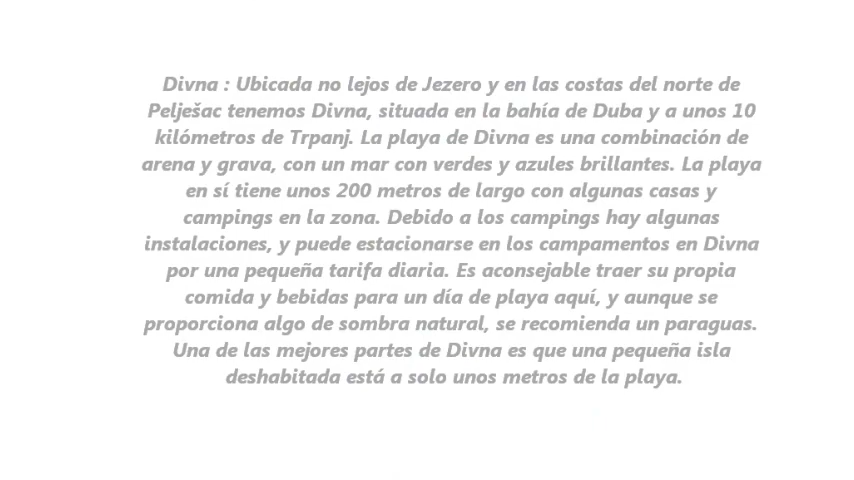 Divna : Ubicada no lejos de Jezero y en las costas del norte de
Pelješac tenemos Divna, situada en la bahía de Duba y a unos 10
kilómetros de Trpanj. La playa de Divna es una combinación de
arena y grava, con un mar con verdes y azules brillantes. La playa
en sí tiene unos 200 metros de largo con algunas casas y
campings en la zona. Debido a los campings hay algunas
instalaciones, y puede estacionarse en los campamentos en Divna
por una pequeña tarifa diaria. Es aconsejable traer su propia
comida y bebidas para un día de playa aquí, y aunque se
proporciona algo de sombra natural, se recomienda un paraguas.
Una de las mejores partes de Divna es que una pequeña isla
deshabitada está a solo unos metros de la playa.